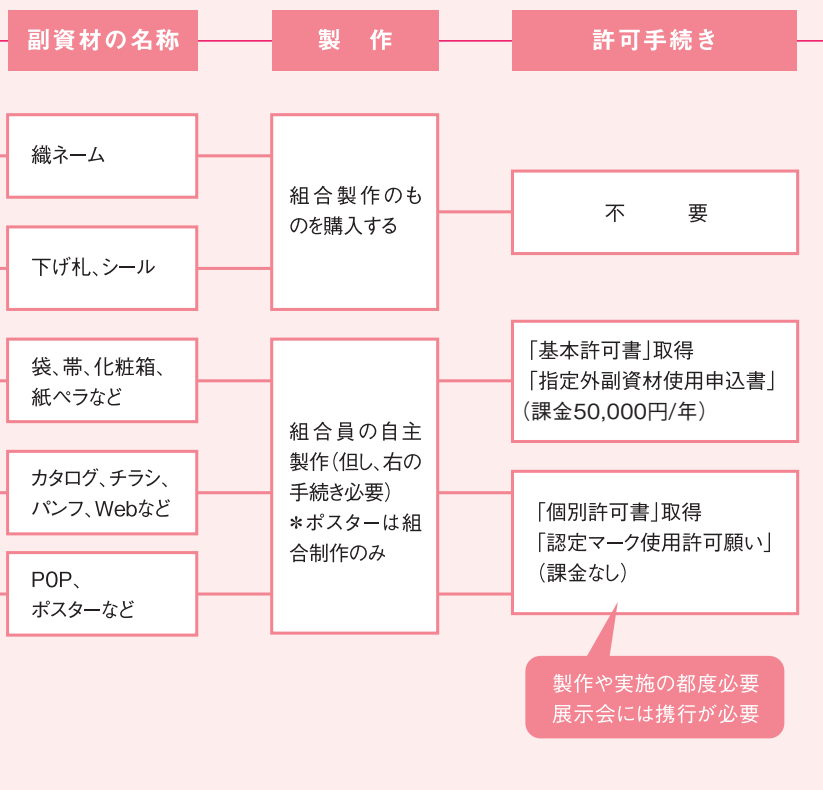 副資材の名称
製　作
許可手続き
織ネーム
下げ札、シール
袋、帯、化粧箱、
紙ペラなど
カタログ、チラシ、
パンフ、Webなど
POP、
ポスターなど
組合製作のも
のを購入する
組合員の自主
製作（但し、右の
手続き必要）
＊ポスターは組
合制作のみ
不　　　要
「基本許可書」取得
「指定外副資材使用申込書」
（課金50,000円/年）
「個別許可書」取得
「認定マーク使用許可願い」
（課金なし）
製作や実施の都度必要
展示会には携行が必要